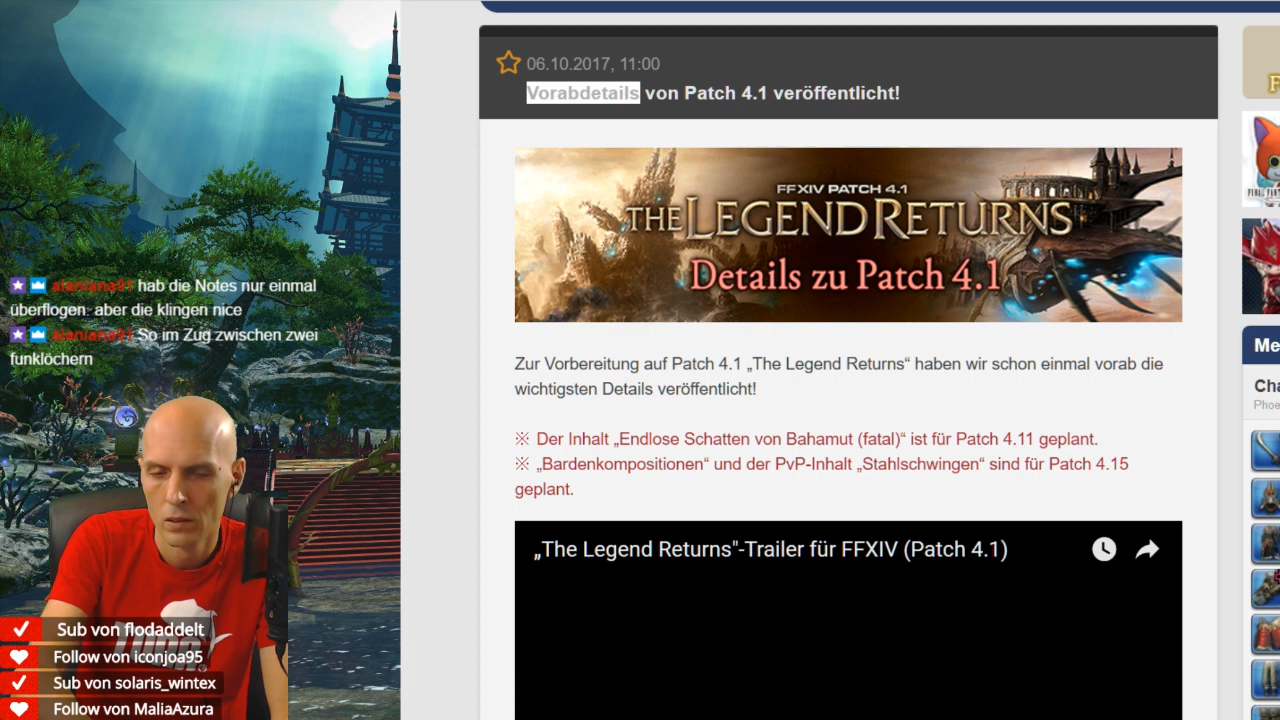 06.10.2017, 11:00
Vorabdetails von Patch 4.1 veröffentlicht!
FFXIV PATCH 4.1
THE LEGEND RETURNS
Details zu Patch 4.1
Zur Vorbereitung auf Patch 4.1 „The Legend Returns“ haben wir schon einmal vorab die
wichtigsten Details veröffentlicht!
※ Der Inhalt „Endlose Schatten von Bahamut (fatal)“ ist für Patch 4.11 geplant.
※ „Bardenkompositionen“ und der PvP-Inhalt „Stahlschwingen“ sind für Patch 4.15
geplant.
„The Legend Returns"-Trailer für FFXIV (Patch 4.1)
hab die Notes nur einmal
überflogen. aber die klingen nice
So im Zug zwischen zwei
funklöchern
Sub von flodaddelt
Follow von iconjoa95
Sub von solaris_wintex
Follow von MaliaAzura
Me
Cha
Phoe